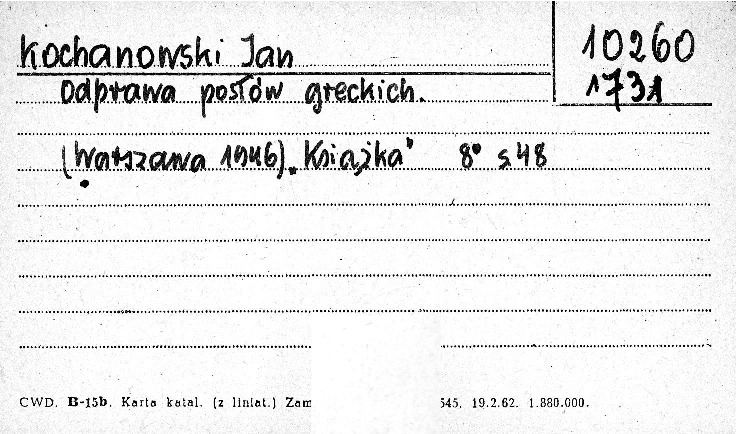 Kochanowski Jan
10260
1731
Odprawa posłów greckich.
(Warszawa 1946) „Książka" 8° s.48
CWD. B-15b. Karta katal. (z liniat.) Zam
545. 19.2.62. 1.880.000.